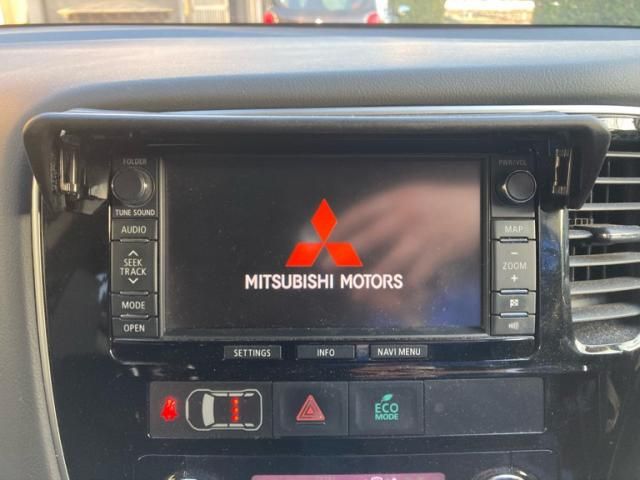 FOLDER
TUNE SOUND
AUDIO
SEEK
TRACK
MODE
OPEN
MITSUBISHI MOTORS
PWR/VOL
MAP
−
ZOOM
+
SETTINGS
INFO
NAVI MENU
ECO
MODE